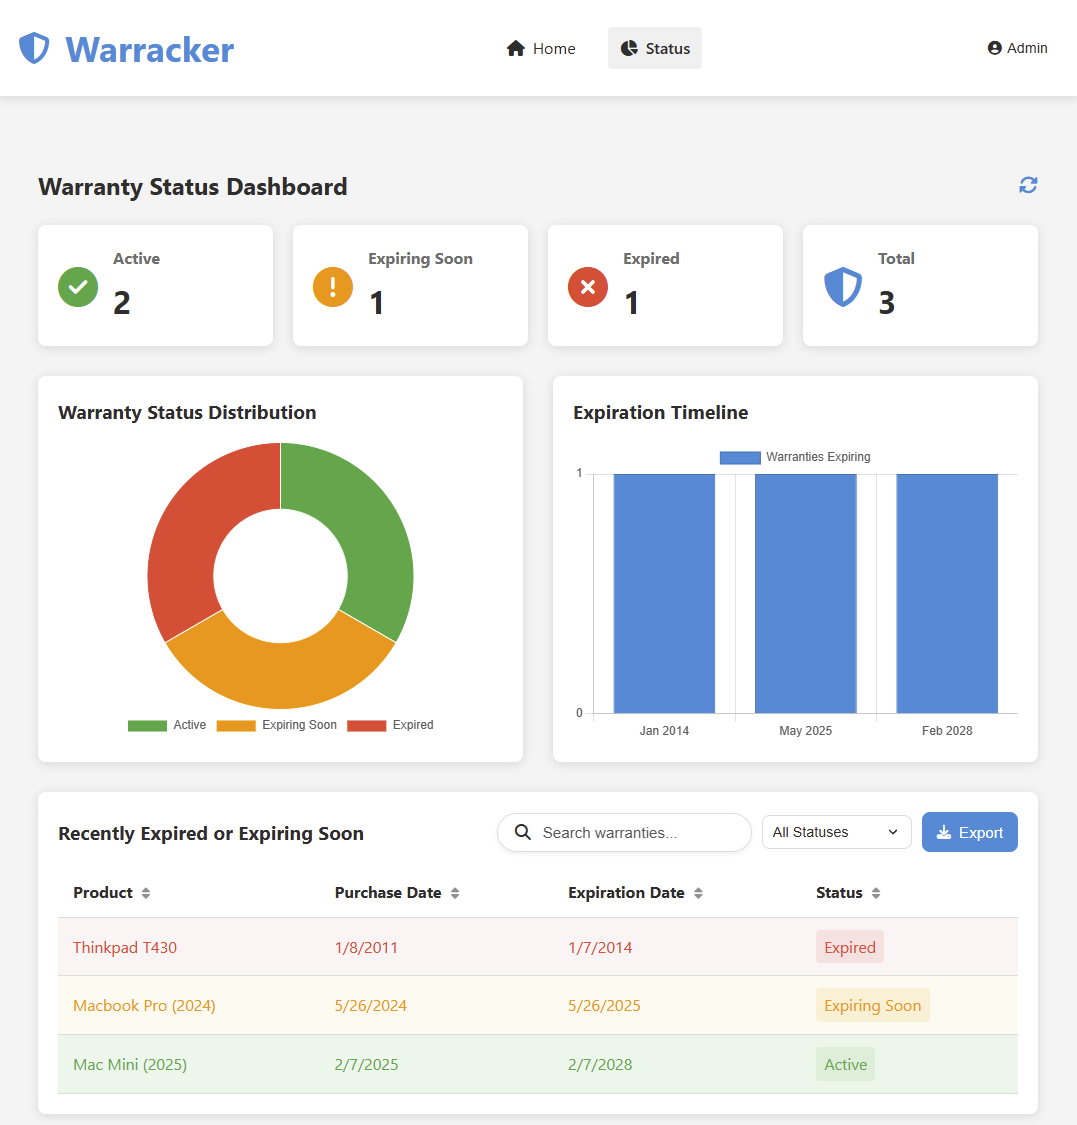 Warracker
Home
Status
Admin
Warranty Status Dashboard
Active
2
Expiring Soon
1
Expired
1
Total
3
Warranty Status Distribution
Active Expiring Soon Expired
Expiration Timeline
Warranties Expiring
1
0
Jan 2014 May 2025 Feb 2028
Recently Expired or Expiring Soon
Search warranties...
All Statuses
Export
Product Purchase Date Expiration Date Status
Thinkpad T430 1/8/2011 1/7/2014 Expired
Macbook Pro (2024) 5/26/2024 5/26/2025 Expiring Soon
Mac Mini (2025) 2/7/2025 2/7/2028 Active